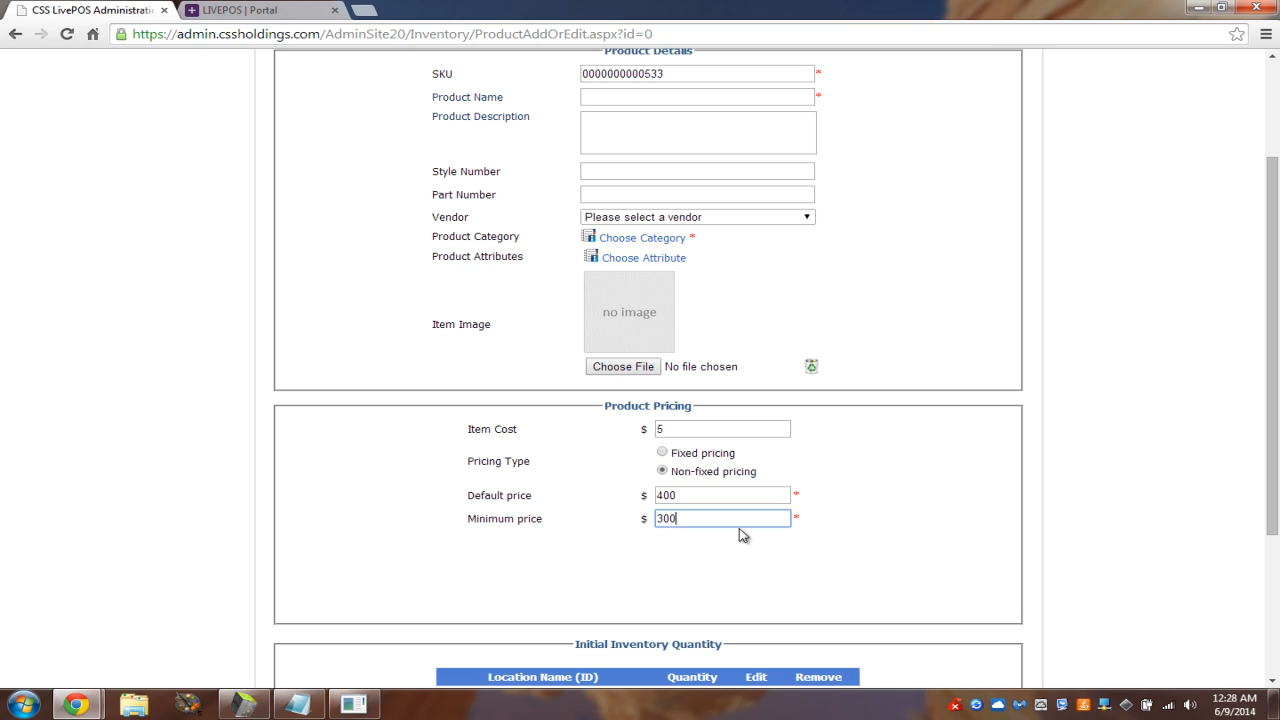 CSS LivePOS Administratio
LIVEPOS | Portal
https://admin.cssholdings.com/AdminSite20/Inventory/ProductAddOrEdit.aspx?id=0
Product Details
SKU 0000000000533 *
Product Name *
Product Description
Style Number
Part Number
Vendor Please select a vendor
Product Category Choose Category *
Product Attributes Choose Attribute
no image
Item Image
Choose File No file chosen
Product Pricing
Item Cost $ 5
Fixed pricing
Pricing Type
Non-fixed pricing
Default price $ 400 *
Minimum price $ 300 *
Initial Inventory Quantity
Location Name (ID) Quantity Edit Remove
12:28 AM
6/9/2014